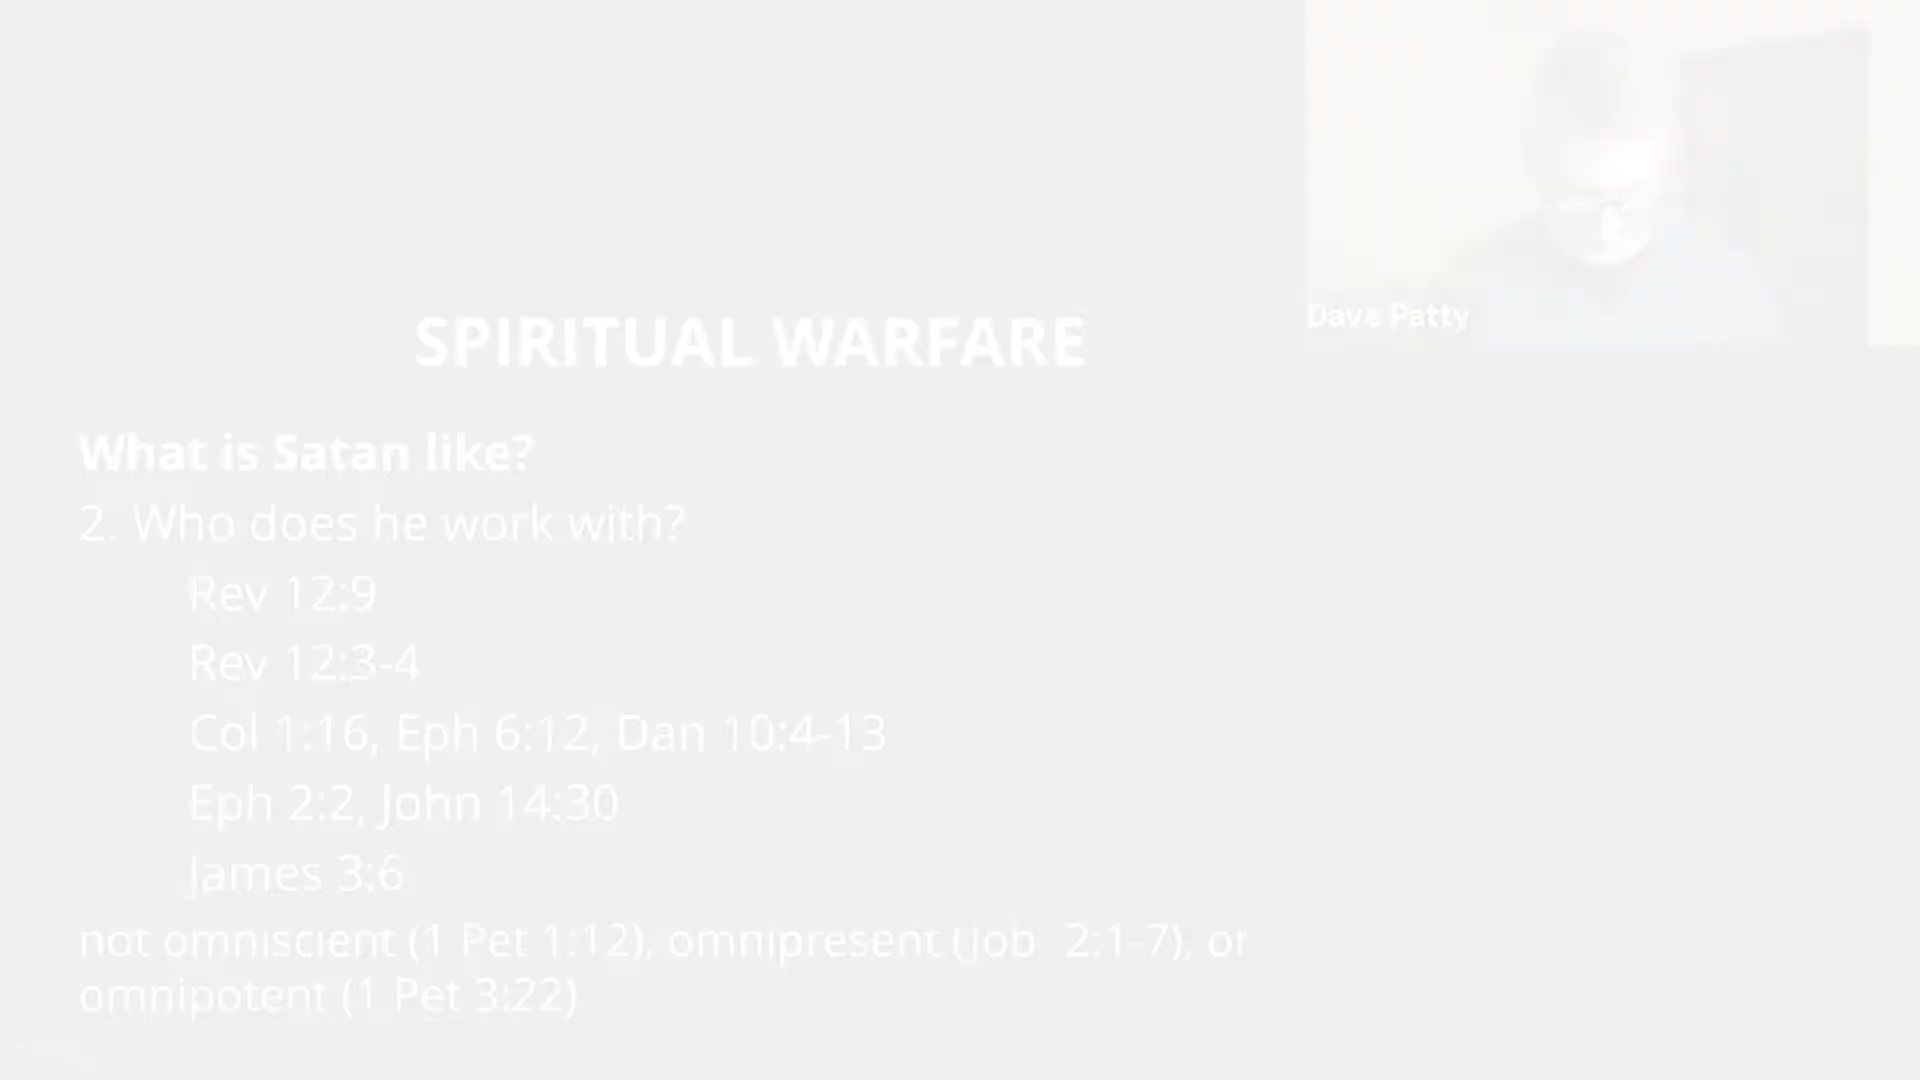 Dave Patty
SPIRITUAL WARFARE
What is Satan like?
2. Who does he work with?
Rev 12:9
Rev 12:3-4
Col 1:16, Eph 6:12, Dan 10:4-13
Eph 2:2, John 14:30
James 3:6
not omniscient (1 Pet 1:12), omnipresent (Job  2:1-7), or
omnipotent (1 Pet 3:22)